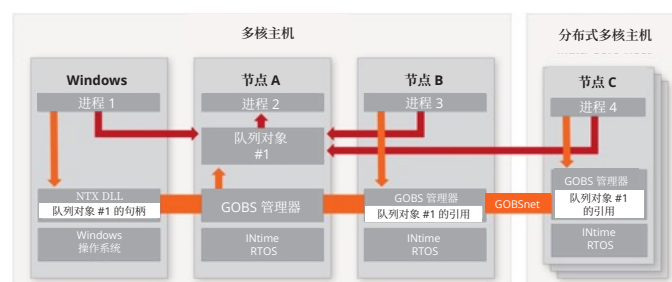 多核主机
分布式多核主机
Windows
进程 1
NTX DLL
队列对象 #1 的句柄
Windows
操作系统
节点 A
进程 2
队列对象
#1
GOBS 管理器
INtime
RTOS
节点 B
进程 3
GOBS 管理器
队列对象 #1 的引用
INtime
RTOS
GOBSnet
节点 C
进程 4
GOBS 管理器
队列对象 #1
的引用
INtime
RTOS